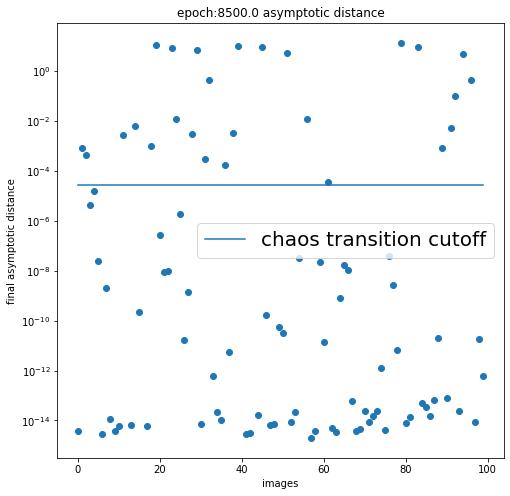 epoch:8500.0 asymptotic distance
final asymptotic distance
10⁰
10⁻²
10⁻⁴
10⁻⁶
10⁻⁸
10⁻¹⁰
10⁻¹²
10⁻¹⁴
chaos transition cutoff
0 20 40 60 80 100
images